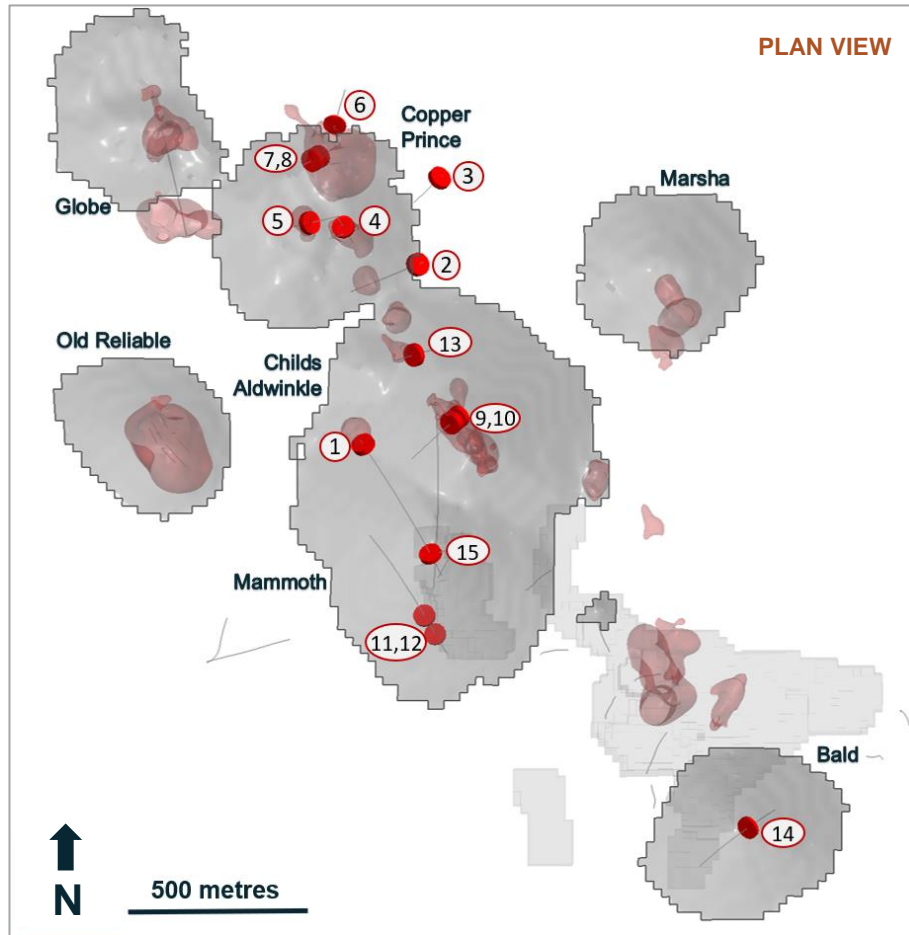 PLAN VIEW
6
Copper
Prince
7,8
3
Marsha
Globe
5
4
2
Old Reliable
13
Childs
Aldwinkle
9,10
1
15
Mammoth
11,12
Bald
14
500 metres
N